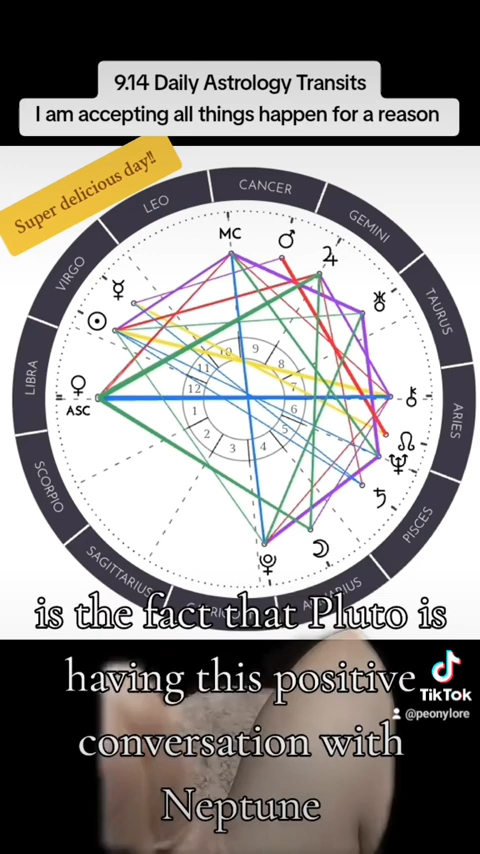 9.14 Daily Astrology Transits
I am accepting all things happen for a reason
Super delicious day!!
CANCER
LEO
GEMINI
MC
VIRGO
TAURUS
9
10
8
11
7
LIBRA
12
ASC
ARIES
6
1
5
2
3
4
SCORPIO
PISCES
SAGITTARIUS
is the fact that Pluto is
having this positive
TikTok
@peonylore
conversation with
Neptune